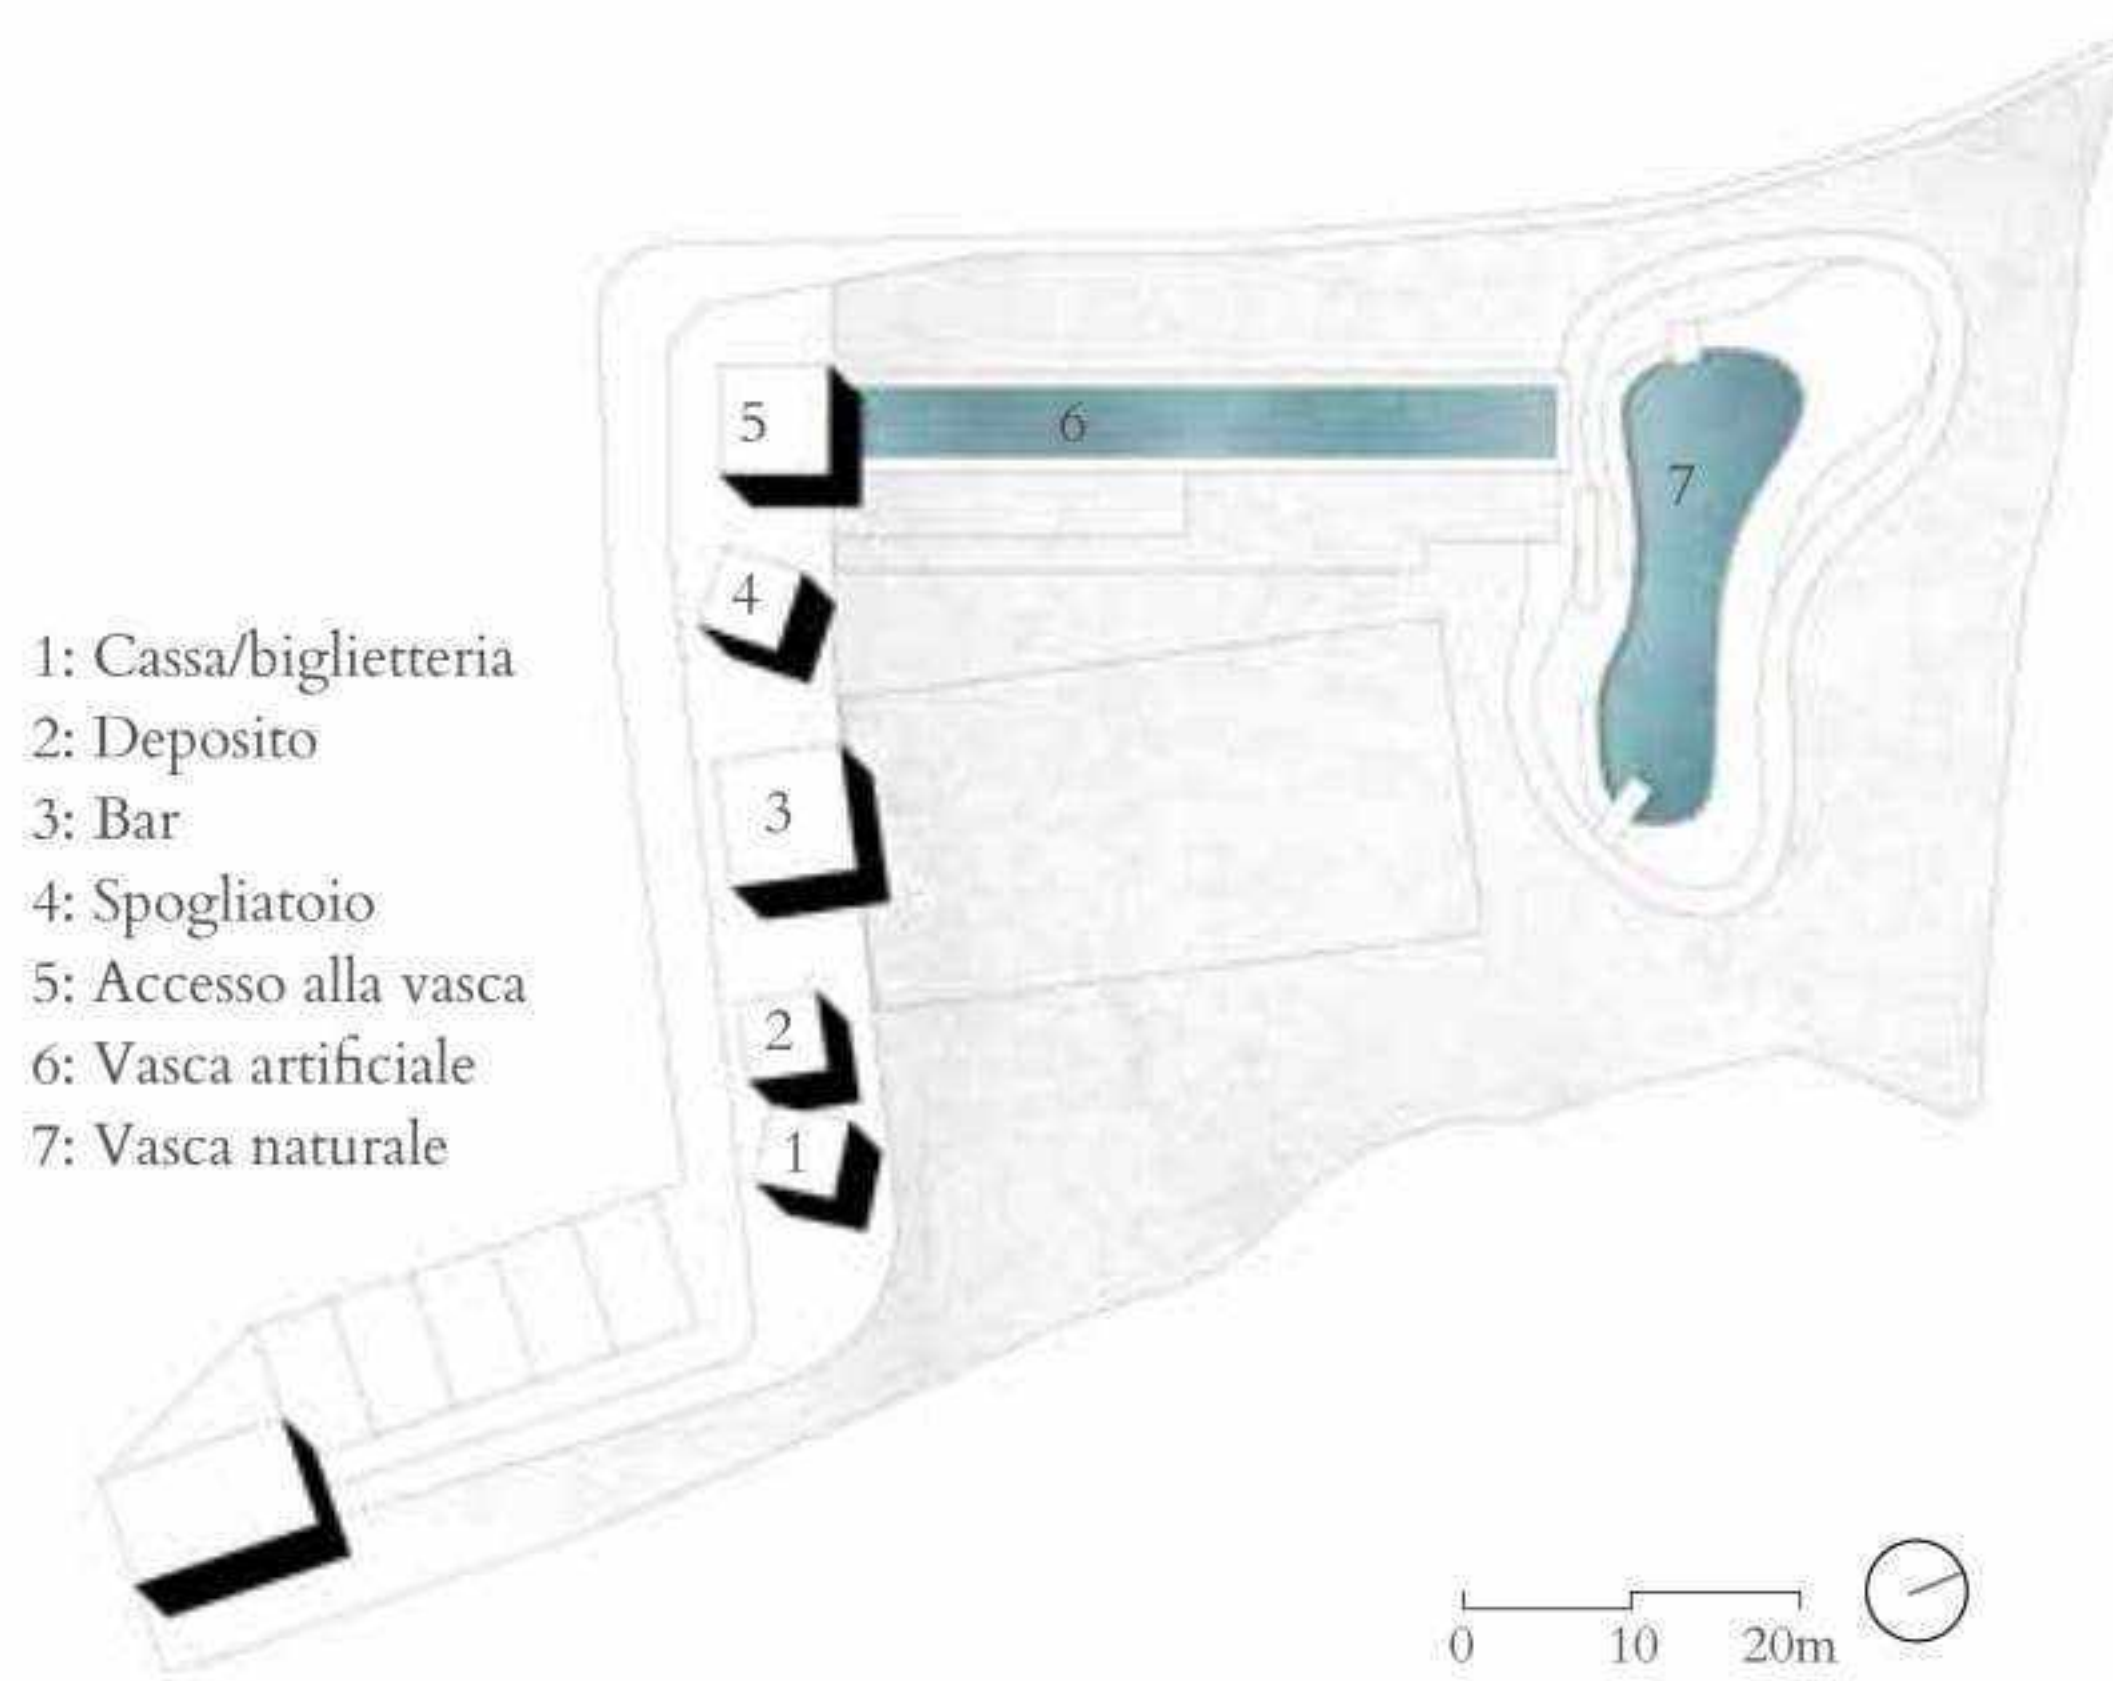 5
6
7
4
3
2
1
1: Cassa/biglietteria
2: Deposito
3: Bar
4: Spogliatoio
5: Accesso alla vasca
6: Vasca artificiale
7: Vasca naturale
0 10 20m